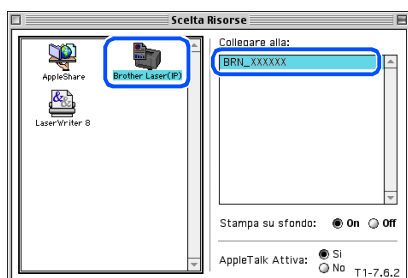 Scelta Risorse
AppleShare
Brother Laser(IP)
LaserWriter 8
Collegare alla:
BRN_XXXXXX
Stampa su sfondo: On Off
AppleTalk Attiva: Si
No
T1-7.6.2